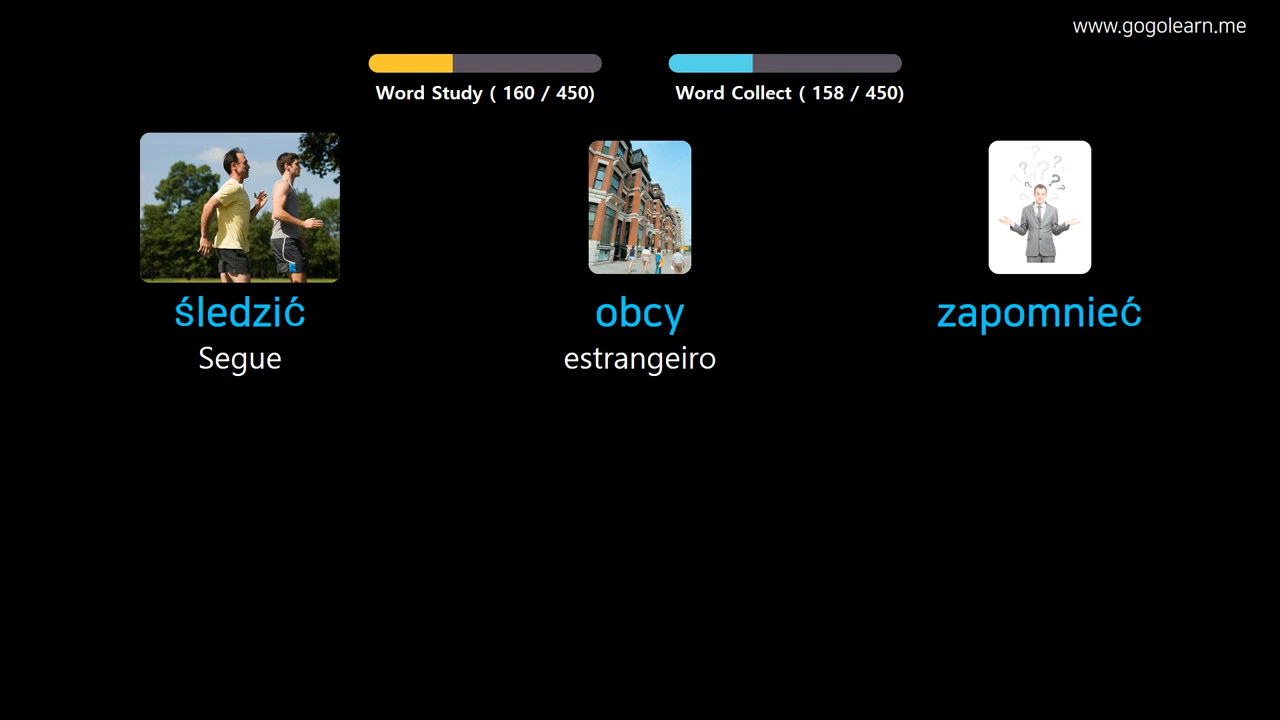 www.gogolearn.me
Word Study ( 160 / 450)
Word Collect ( 158 / 450)
śledzić
obcy
zapomnieć
Segue
estrangeiro